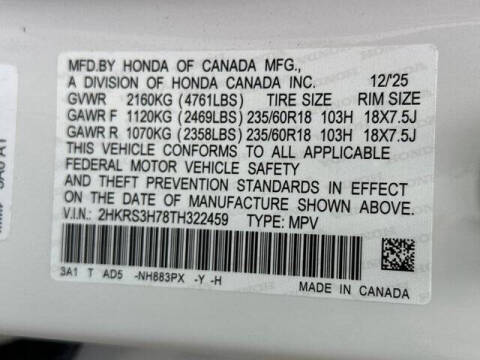 MFD.BY HONDA OF CANADA MFG.,
A DIVISION OF HONDA CANADA INC. 12/'25
GVWR 2160KG (4761LBS) TIRE SIZE RIM SIZE
GAWR F 1120KG (2469LBS) 235/60R18 103H 18X7.5J
GAWR R 1070KG (2358LBS) 235/60R18 103H 18X7.5J
THIS VEHICLE CONFORMS TO ALL APPLICABLE
FEDERAL MOTOR VEHICLE SAFETY
AND THEFT PREVENTION STANDARDS IN EFFECT
ON THE DATE OF MANUFACTURE SHOWN ABOVE.
V.I.N.: 2HKRS3H78TH322459 TYPE: MPV
3A1 T AD5 -NH883PX -Y -H
MADE IN CANADA